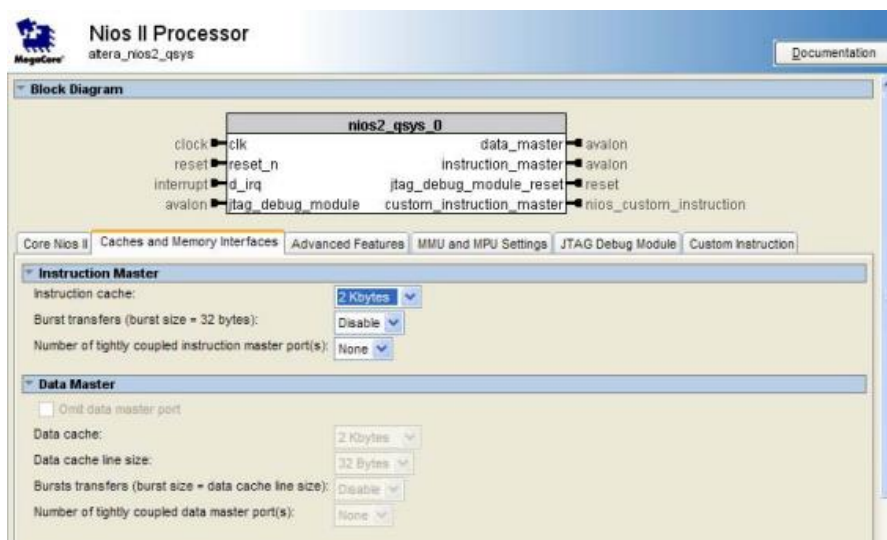 Nios II Processor
altera_nios2_qsys
MegaCore'
Documentation
Block Diagram
nios2_qsys_0
clock clk data_master avalon
reset reset_n instruction_master avalon
interrupt d_irq jtag_debug_module_reset reset
avalon jtag_debug_module custom_instruction_master nios_custom_instruction
Core Nios II Caches and Memory Interfaces Advanced Features MMU and MPU Settings JTAG Debug Module Custom Instruction
Instruction Master
Instruction cache: 2 Kbytes
Burst transfers (burst size = 32 bytes): Disable
Number of tightly coupled instruction master port(s): None
Data Master
Omit data master port
Data cache: 2 Kbytes
Data cache line size: 32 Bytes
Bursts transfers (burst size = data cache line size): Disable
Number of tightly coupled data master port(s): None